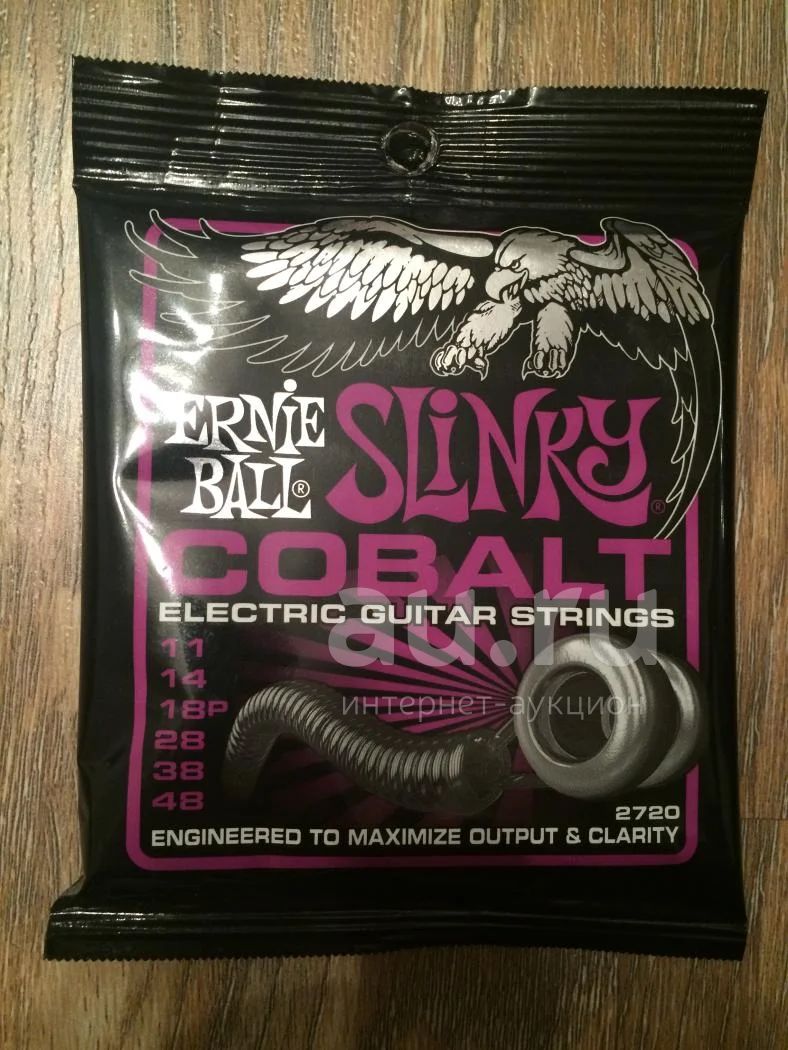 ERNiE
BALL®
SLiNKY®
COBALT
ELECTRIC GUITAR STRINGS
11
14
18P
28
38
48
au.ru
интернет-аукцион
2720
ENGINEERED TO MAXIMIZE OUTPUT & CLARITY